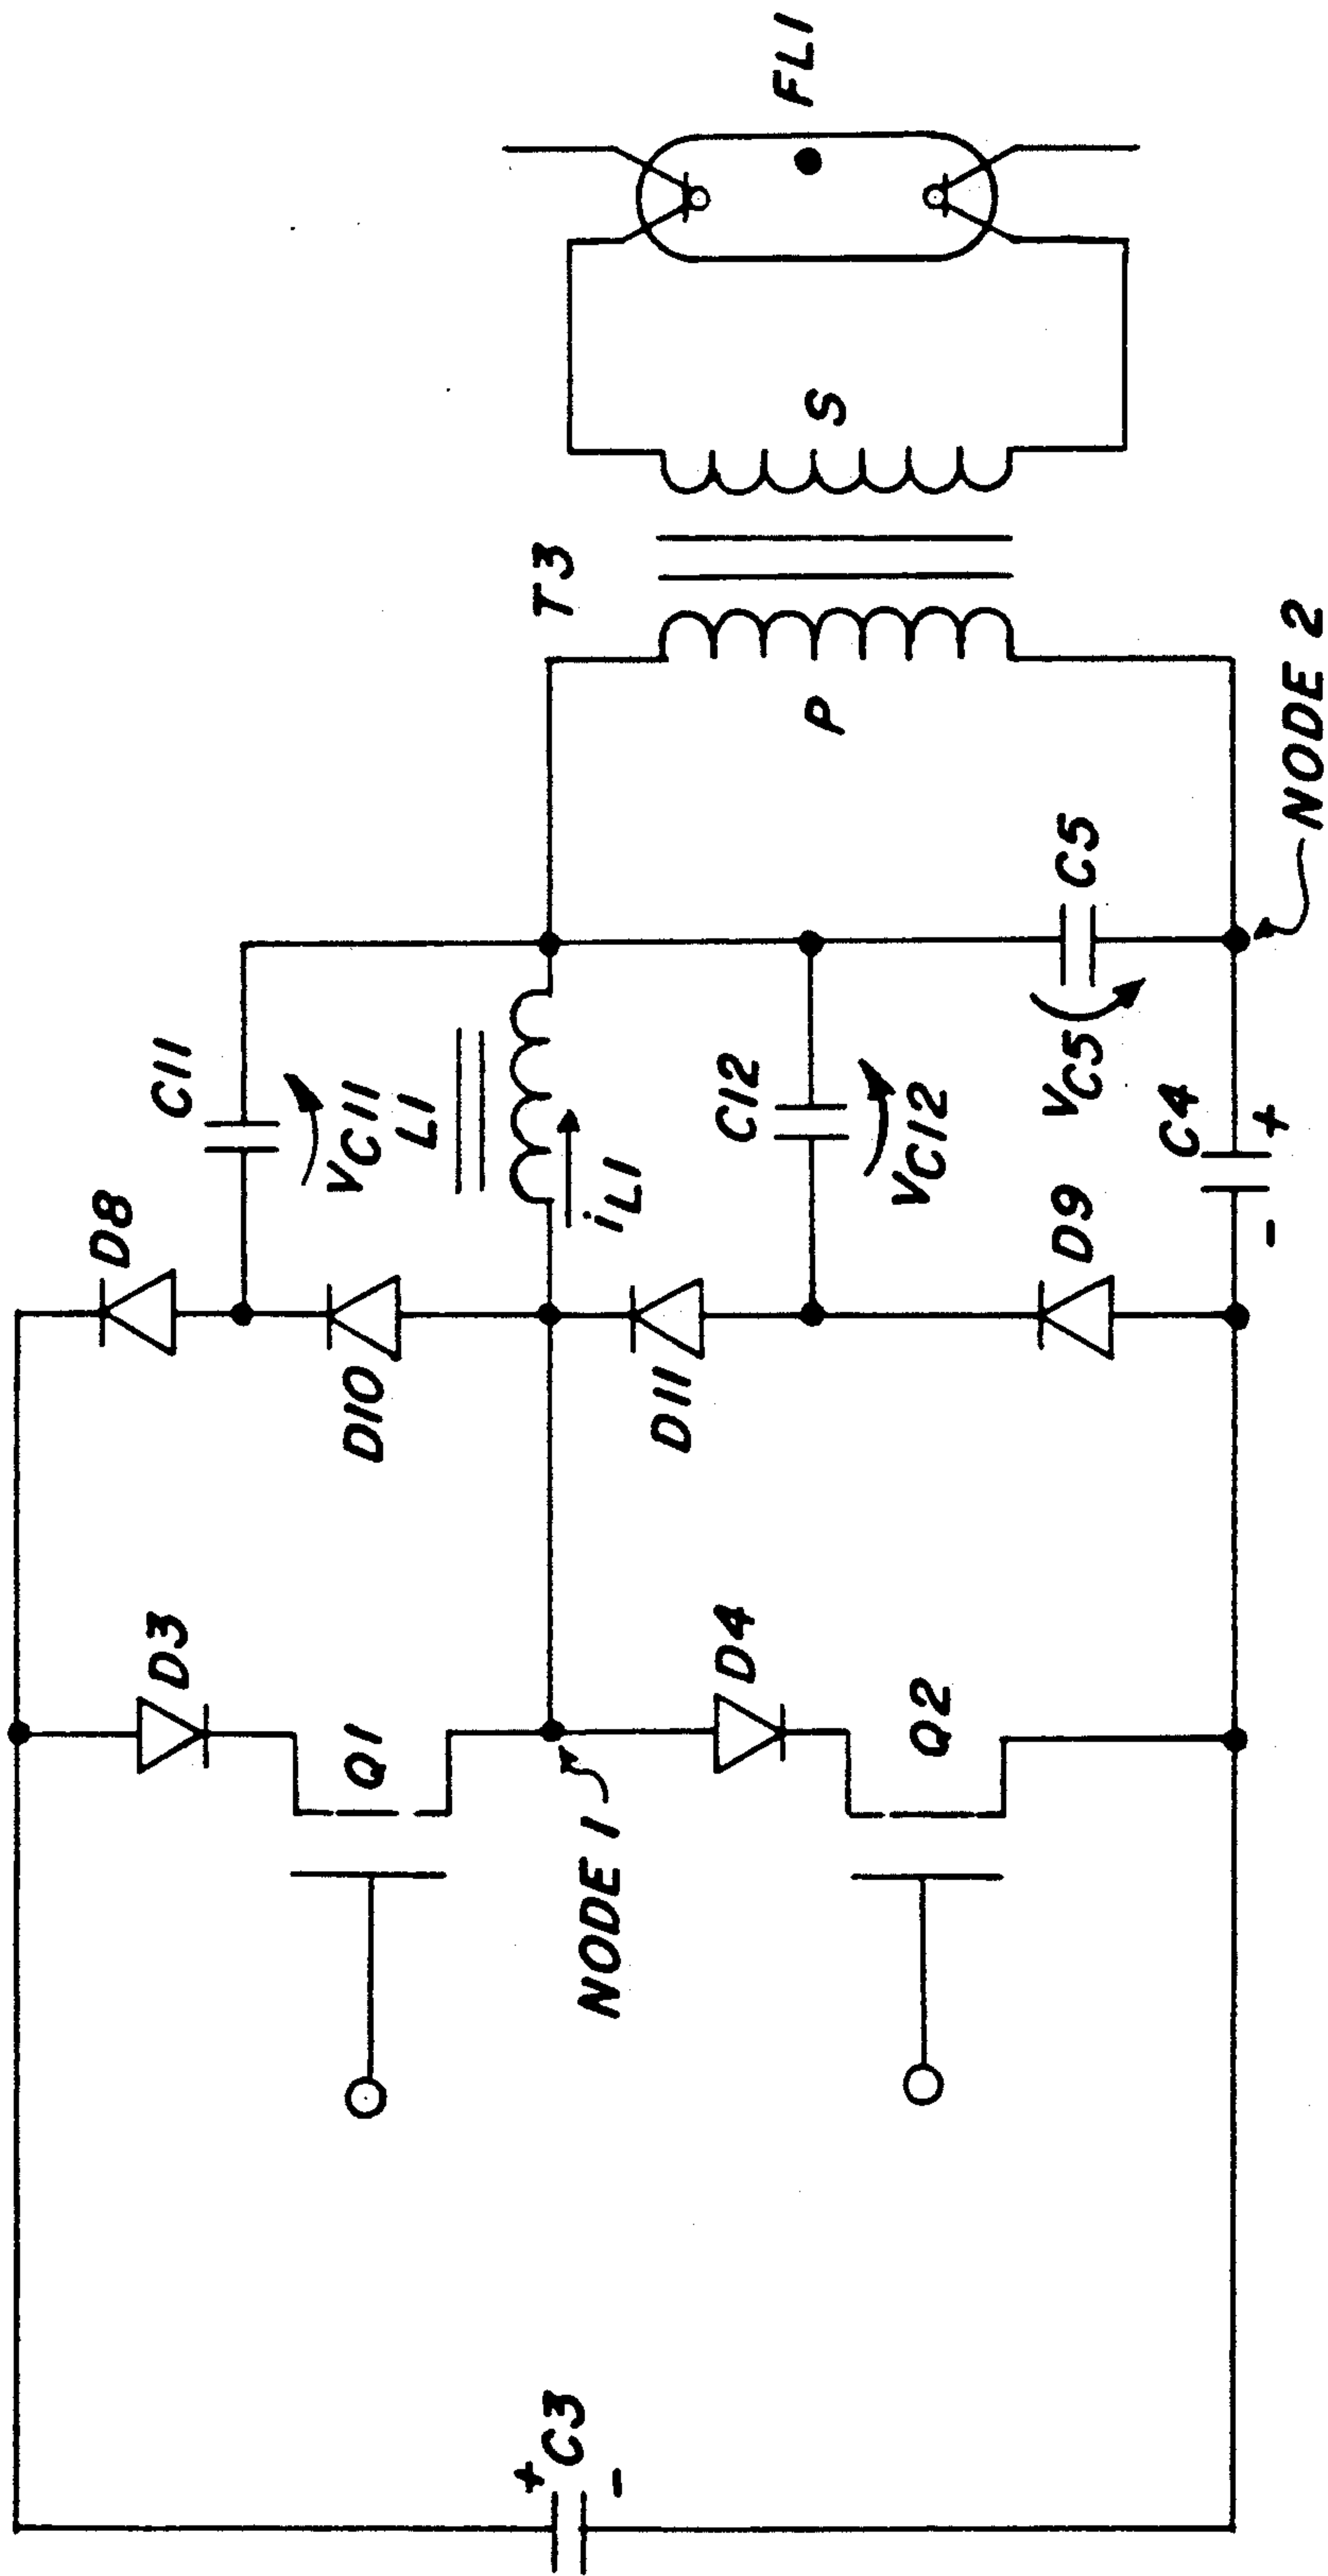 C3
+
-
D3
Q1
NODE 1
D4
Q2
D8
D10
D11
D9
C11
VC11
L1
iL1
C12
VC12
VC5
C5
C4
-
+
NODE 2
T3
P
S
FL1